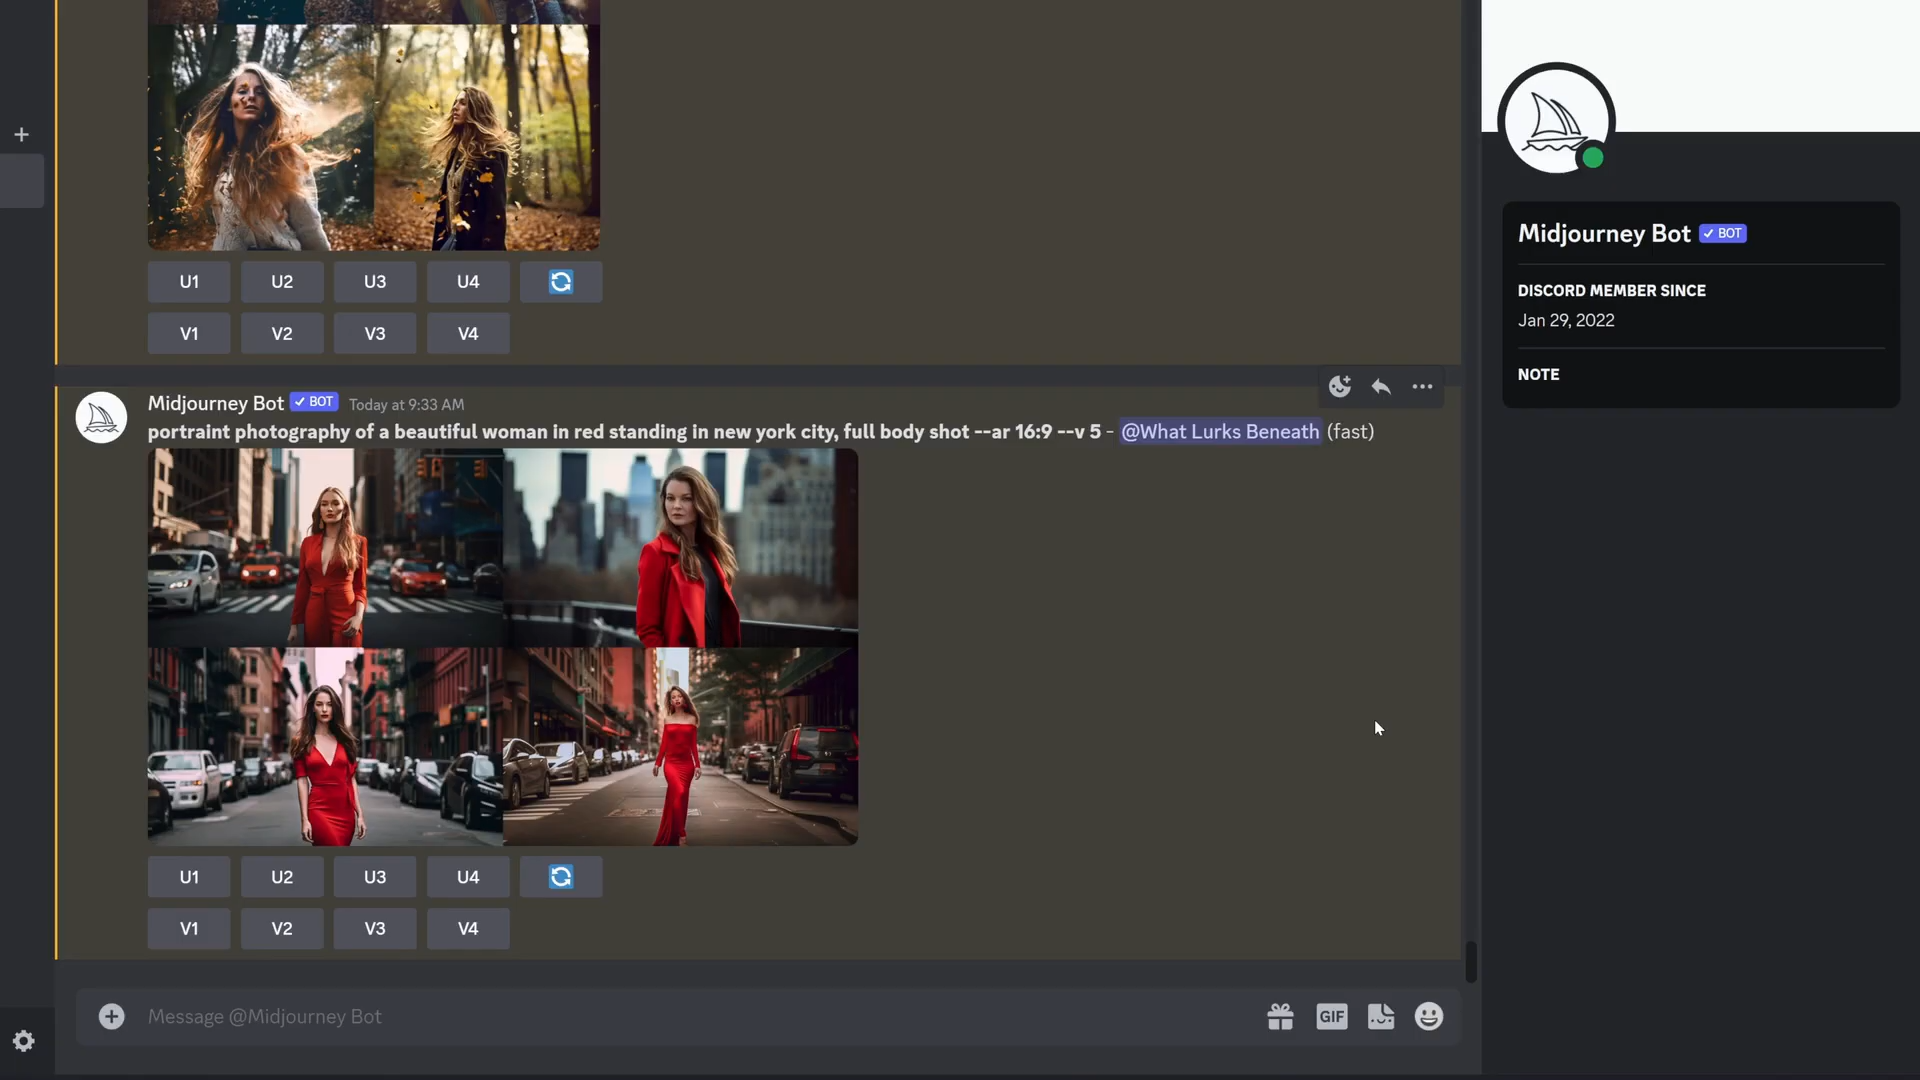 U1 U2 U3 U4
V1 V2 V3 V4
Midjourney Bot ✓ BOT Today at 9:33 AM
portraint photography of a beautiful woman in red standing in new york city, full body shot --ar 16:9 --v 5 - @What Lurks Beneath (fast)
U1 U2 U3 U4
V1 V2 V3 V4
Message @Midjourney Bot
GIF
Midjourney Bot ✓ BOT
DISCORD MEMBER SINCE
Jan 29, 2022
NOTE